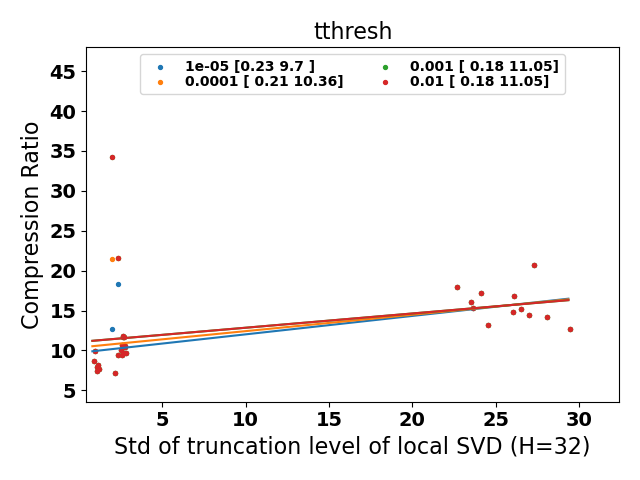 tthresh
1e-05 [0.23 9.7 ]
0.0001 [ 0.21 10.36]
0.001 [ 0.18 11.05]
0.01 [ 0.18 11.05]
Compression Ratio
45
40
35
30
25
20
15
10
5
5 10 15 20 25 30
Std of truncation level of local SVD (H=32)